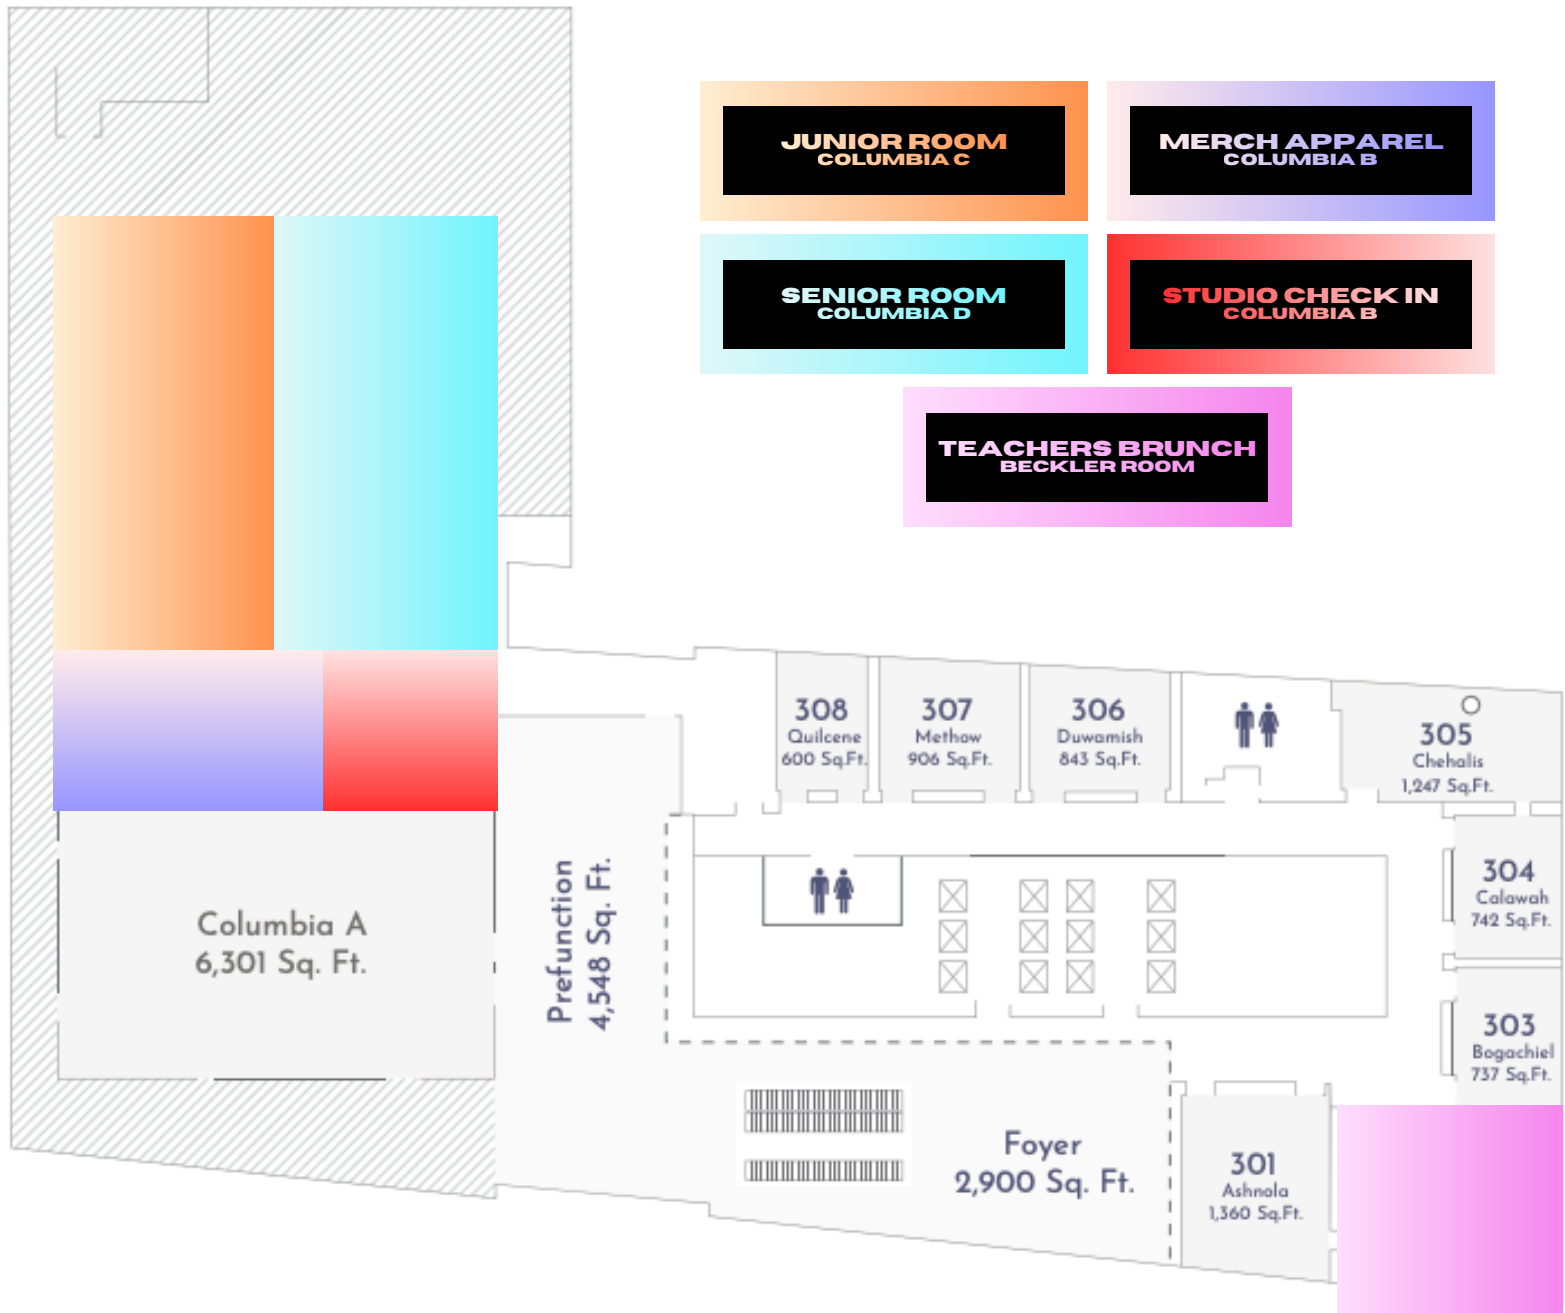 JUNIOR ROOM
COLUMBIA C
MERCH APPAREL
COLUMBIA B
SENIOR ROOM
COLUMBIA D
STUDIO CHECK IN
COLUMBIA B
TEACHERS BRUNCH
BECKLER ROOM
308
Quilcene
600 Sq.Ft.
307
Methow
906 Sq.Ft.
306
Duwamish
843 Sq.Ft.
305
Chehalis
1,247 Sq.Ft.
304
Calawah
742 Sq.Ft.
303
Bogachiel
737 Sq.Ft.
Columbia A
6,301 Sq. Ft.
Prefunction
4,548 Sq. Ft.
Foyer
2,900 Sq. Ft.
301
Ashnola
1,360 Sq.Ft.